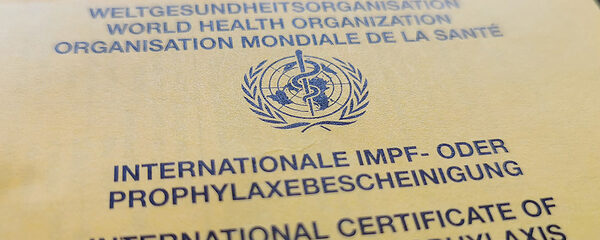 WELTGESUNDHEITSORGANISATION
WORLD HEALTH ORGANIZATION
ORGANISATION MONDIALE DE LA SANTÉ
INTERNATIONALE IMPF- ODER
PROPHYLAXEBESCHEINIGUNG
INTERNATIONAL CERTIFICATE OF